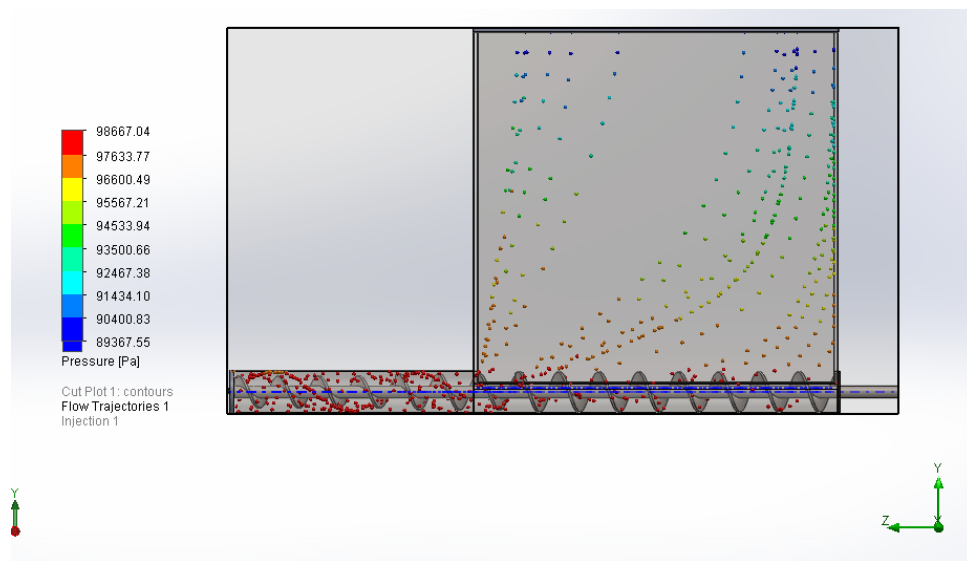 98667.04
97633.77
96600.49
95567.21
94533.94
93500.66
92467.38
91434.10
90400.83
89367.55
Pressure [Pa]
Cut Plot 1: contours
Flow Trajectories 1
Injection 1
Y
Y
Z